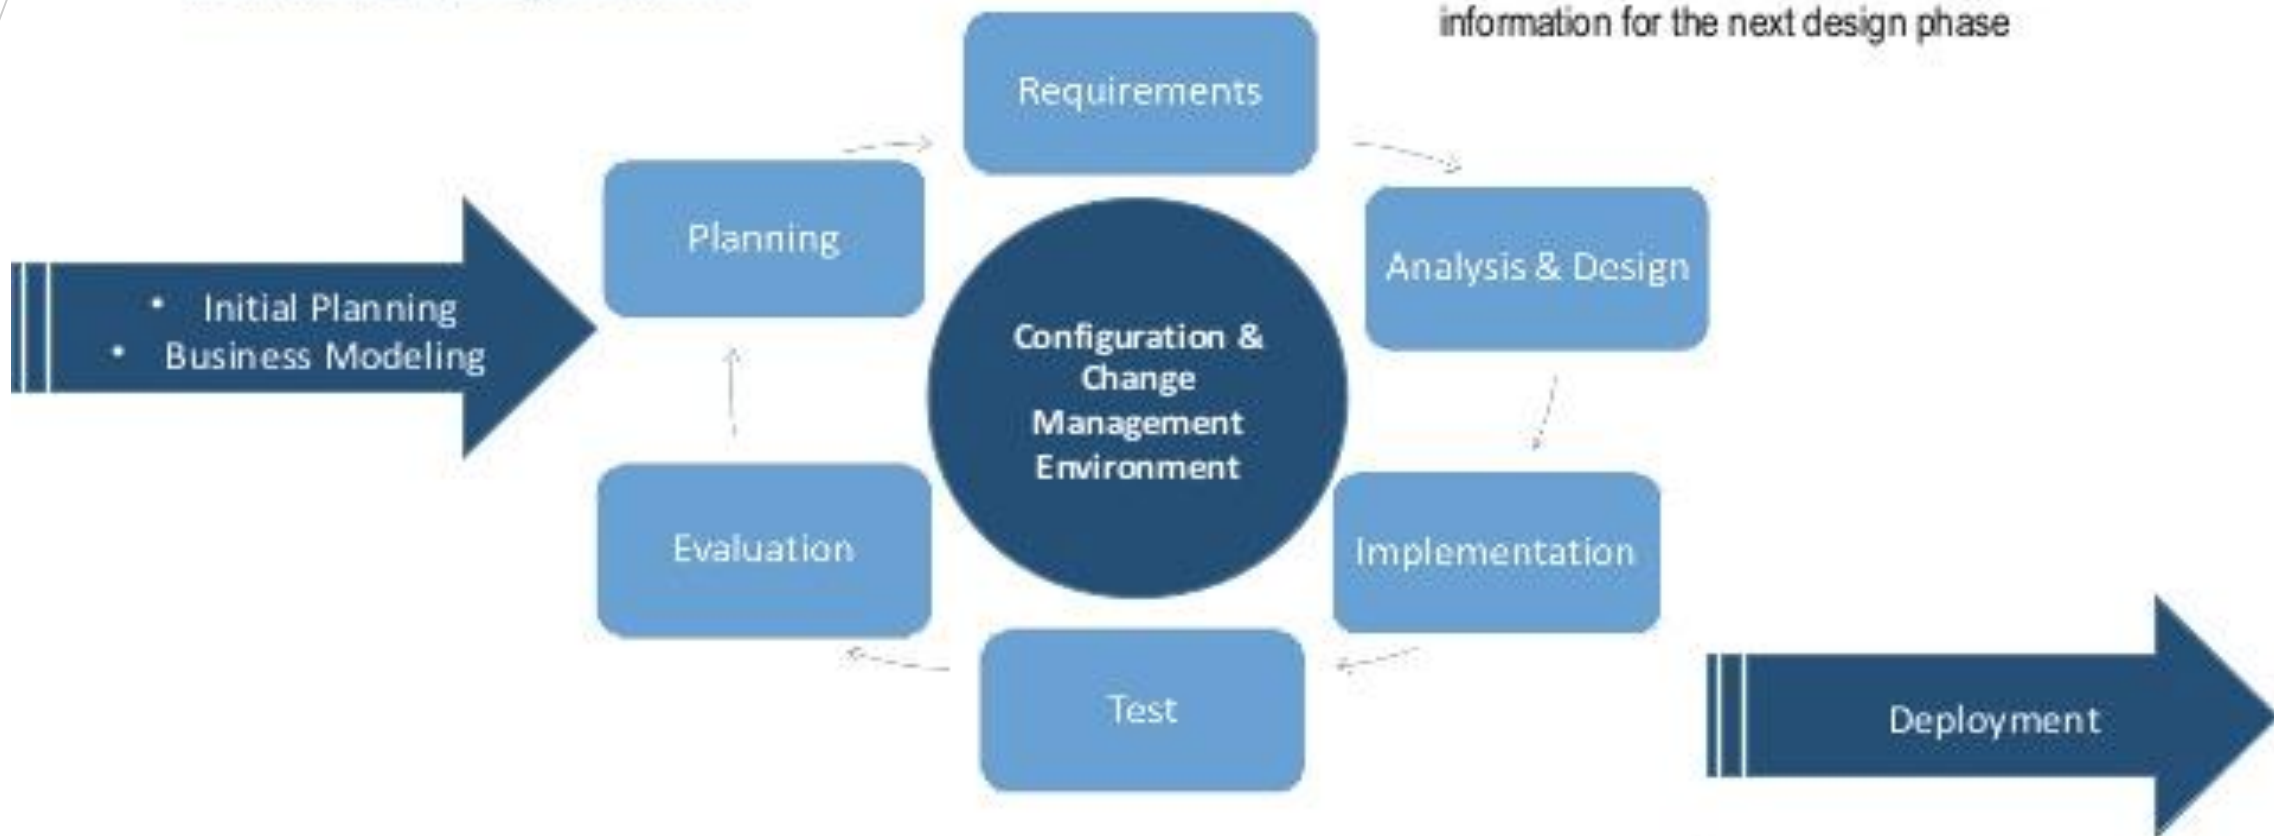 information for the next design phase
Requirements
Planning
Analysis & Design
• Initial Planning
• Business Modeling
Configuration &
Change
Management
Environment
Evaluation
Implementation
Test
Deployment